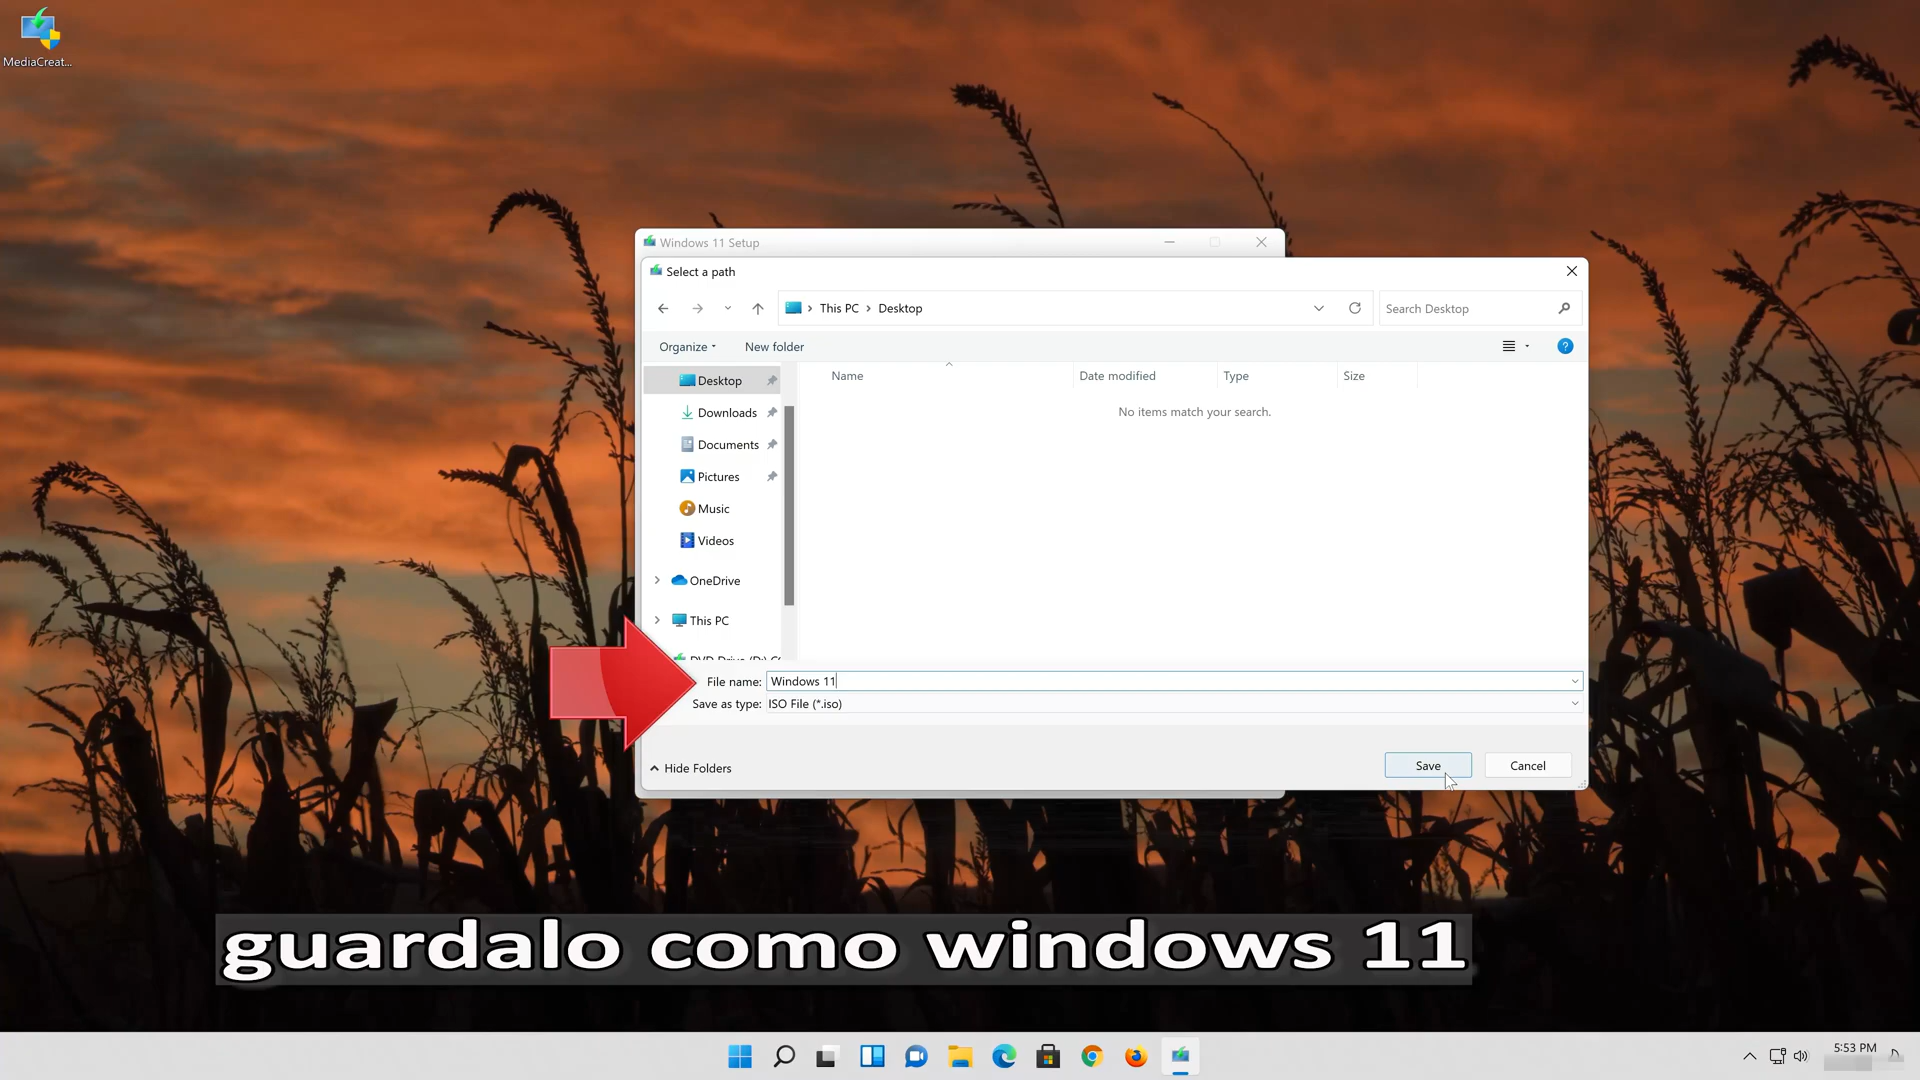 MediaCreat...
Windows 11 Setup
Select a path
This PC > Desktop
Search Desktop
Organize
New folder
Name
Date modified
Type
Size
No items match your search.
Desktop
Downloads
Documents
Pictures
Music
Videos
OneDrive
This PC
File name: Windows 11
Save as type: ISO File (*.iso)
Hide Folders
Save
Cancel
guardalo como windows 11
5:53 PM